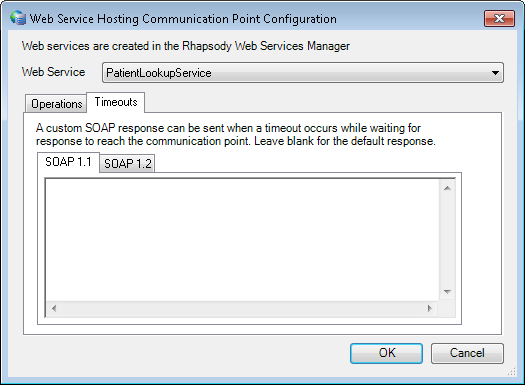 Web Service Hosting Communication Point Configuration
Web services are created in the Rhapsody Web Services Manager
Web Service PatientLookupService
Operations Timeouts
A custom SOAP response can be sent when a timeout occurs while waiting for
response to reach the communication point. Leave blank for the default response.
SOAP 1.1 SOAP 1.2
OK Cancel